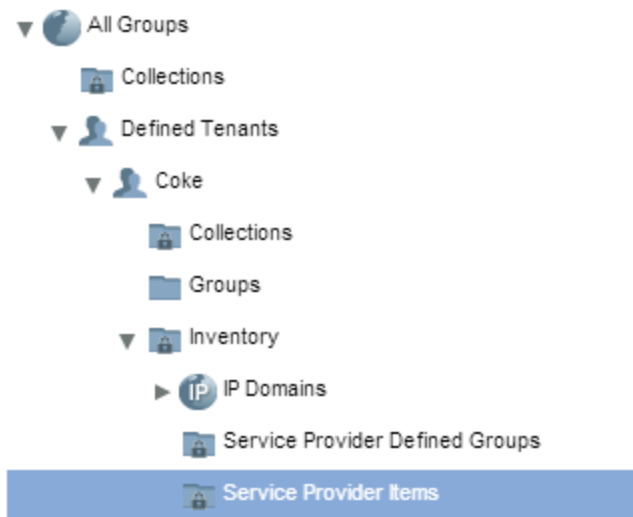 All Groups
Collections
Defined Tenants
Coke
Collections
Groups
Inventory
IP IP Domains
Service Provider Defined Groups
Service Provider Items